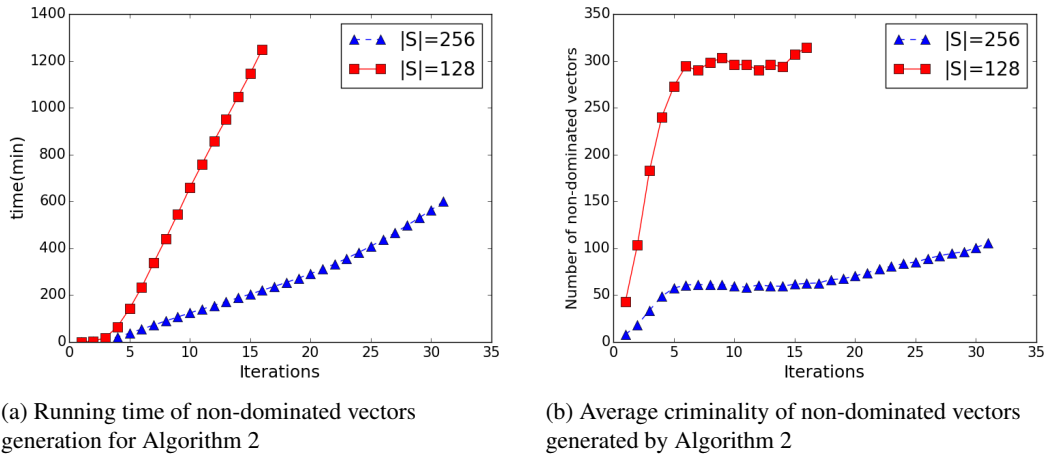 1400
1200
1000
800
600
400
200
0
time(min)
0 5 10 15 20 25 30 35
Iterations
|S|=256
|S|=128
350
300
250
200
150
100
50
0
Number of non-dominated vectors
0 5 10 15 20 25 30 35
Iterations
|S|=256
|S|=128
(a) Running time of non-dominated vectors
generation for Algorithm 2
(b) Average criminality of non-dominated vectors
generated by Algorithm 2